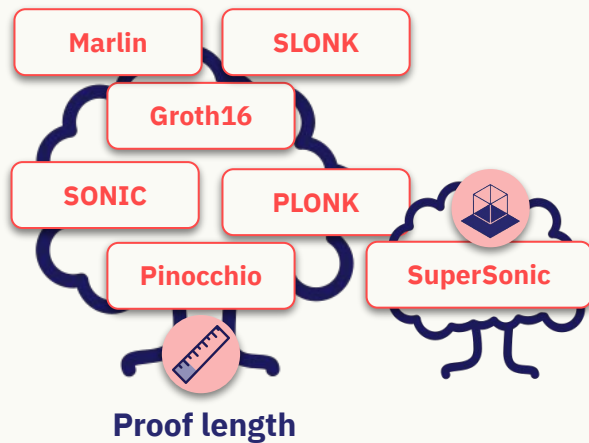 Marlin
SLONK
Groth16
SONIC
PLONK
Pinocchio
SuperSonic
Proof length